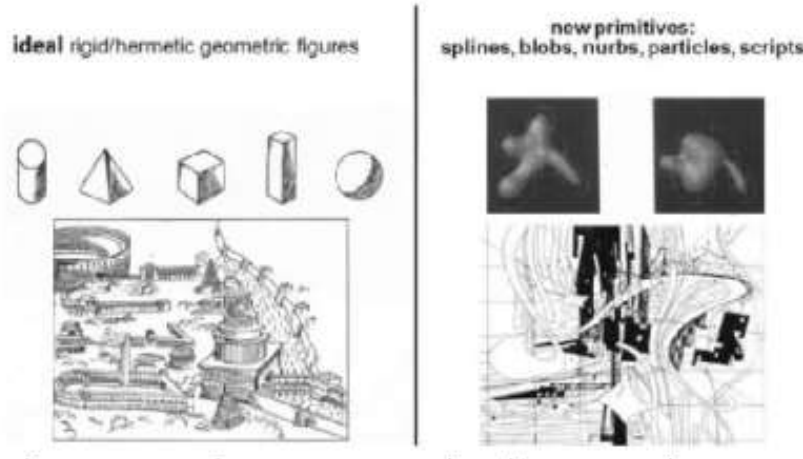 ideal rigid/hermetic geometric figures
new primitives:
splines, blobs, nurbs, particles, scripts